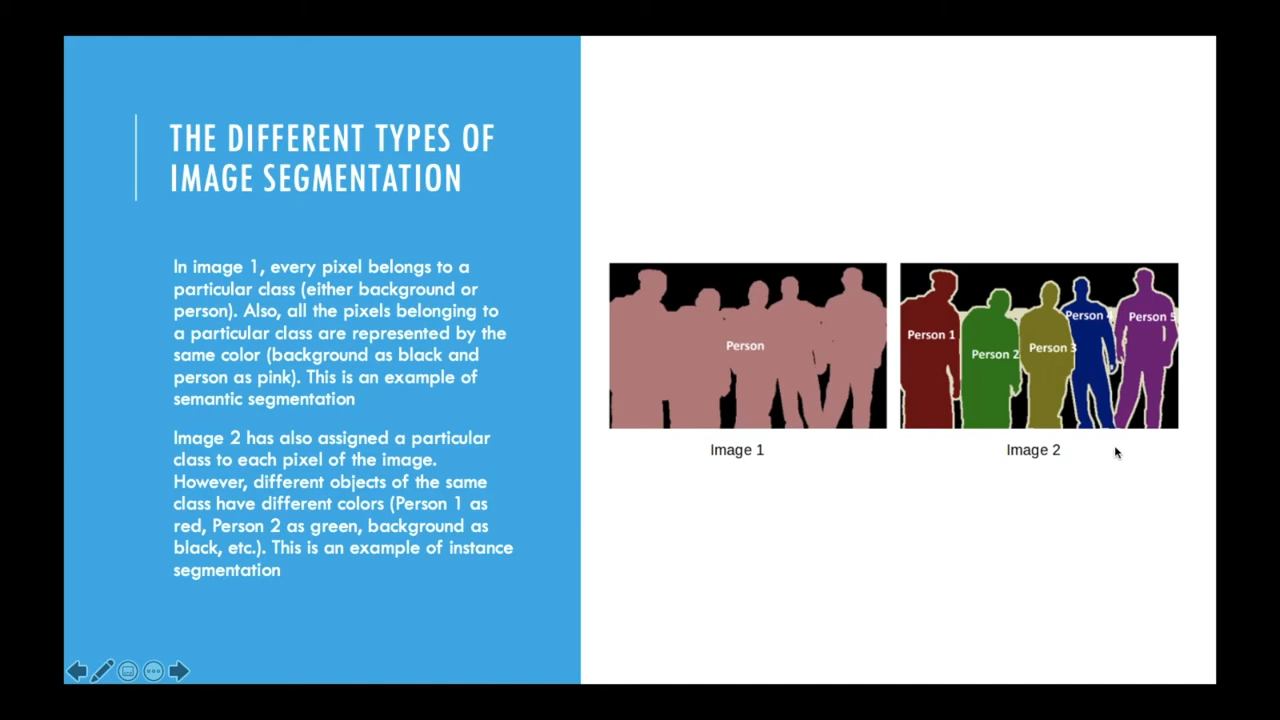 THE DIFFERENT TYPES OF
IMAGE SEGMENTATION
In image 1, every pixel belongs to a
particular class (either background or
person). Also, all the pixels belonging to
a particular class are represented by the
same color (background as black and
person as pink). This is an example of
semantic segmentation
Image 2 has also assigned a particular
class to each pixel of the image.
However, different objects of the same
class have different colors (Person 1 as
red, Person 2 as green, background as
black, etc.). This is an example of instance
segmentation
Person
Image 1
Person 1
Person 2
Person 3
Person 4
Person 5
Image 2